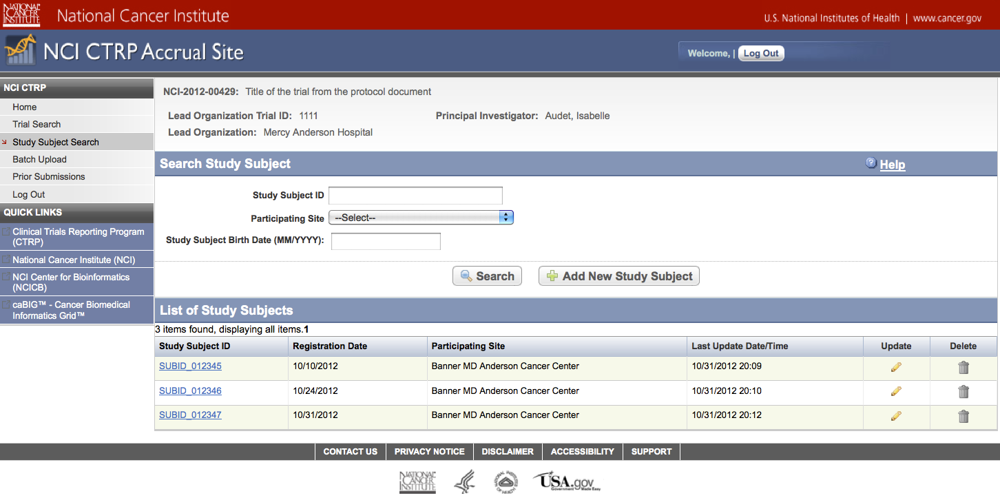 NATIONAL
CANCER
INSTITUTE
National Cancer Institute
U.S. National Institutes of Health | www.cancer.gov
NCI CTRP Accrual Site
Welcome, | Log Out
NCI CTRP
Home
Trial Search
Study Subject Search
Batch Upload
Prior Submissions
Log Out
QUICK LINKS
Clinical Trials Reporting Program
(CTRP)
National Cancer Institute (NCI)
NCI Center for Bioinformatics
(NCICB)
caBIG™ - Cancer Biomedical
Informatics Grid™
NCI-2012-00429: Title of the trial from the protocol document
Lead Organization Trial ID: 1111 Principal Investigator: Audet, Isabelle
Lead Organization: Mercy Anderson Hospital
Search Study Subject ? Help
Study Subject ID
Participating Site --Select--
Study Subject Birth Date (MM/YYYY):
Search Add New Study Subject
List of Study Subjects
3 items found, displaying all items.1
Study Subject ID Registration Date Participating Site Last Update Date/Time Update Delete
SUBID_012345 10/10/2012 Banner MD Anderson Cancer Center 10/31/2012 20:09
SUBID_012346 10/24/2012 Banner MD Anderson Cancer Center 10/31/2012 20:10
SUBID_012347 10/31/2012 Banner MD Anderson Cancer Center 10/31/2012 20:12
CONTACT US PRIVACY NOTICE DISCLAIMER ACCESSIBILITY SUPPORT
NATIONAL
CANCER
INSTITUTE
NATIONAL INSTITUTES OF HEALTH
USA.gov
Government Made Easy